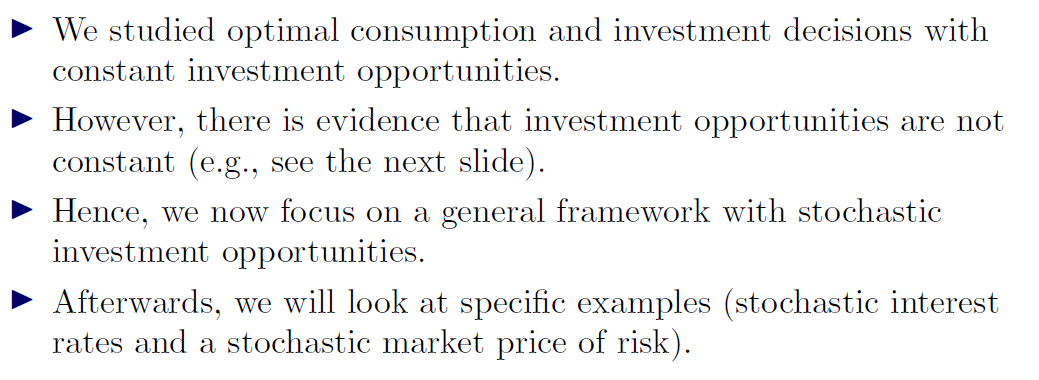 ▶ We studied optimal consumption and investment decisions with
constant investment opportunities.
▶ However, there is evidence that investment opportunities are not
constant (e.g., see the next slide).
▶ Hence, we now focus on a general framework with stochastic
investment opportunities.
▶ Afterwards, we will look at specific examples (stochastic interest
rates and a stochastic market price of risk).